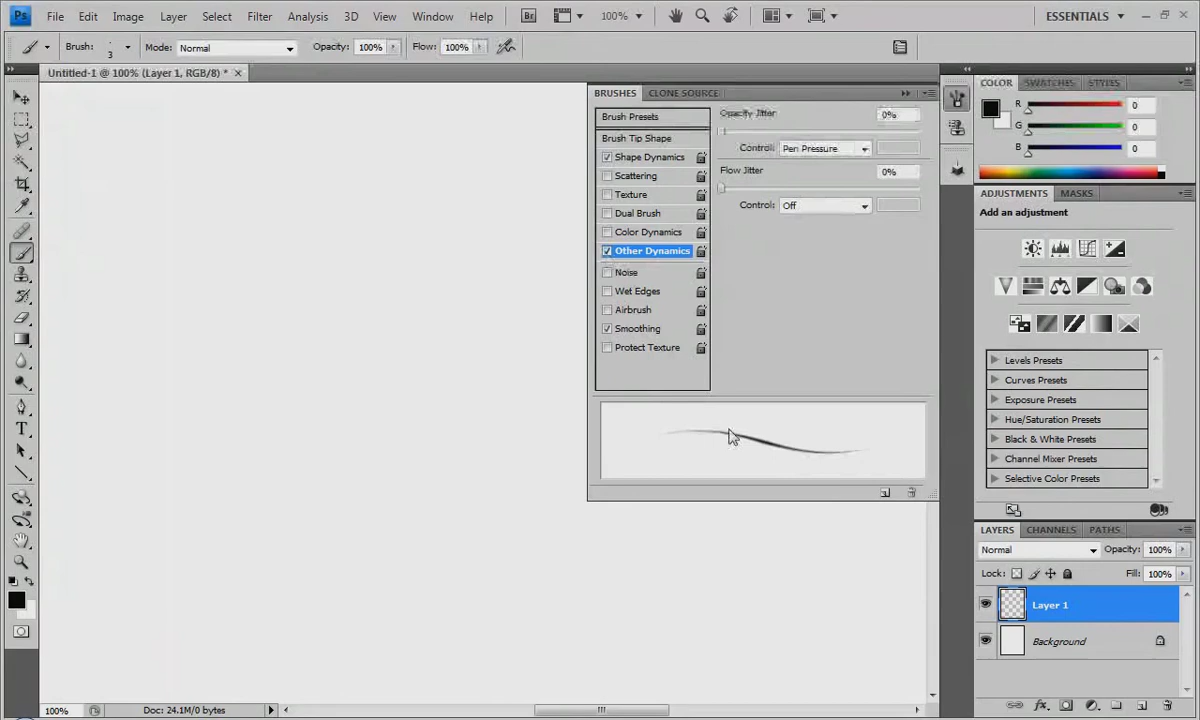 Ps File Edit Image Layer Select Filter Analysis 3D View Window Help Br 100% ESSENTIALS
Brush: 3 Mode: Normal Opacity: 100% Flow: 100%
Untitled-1 @ 100% (Layer 1, RGB/8) *
BRUSHES CLONE SOURCE
Brush Presets
Brush Tip Shape
Shape Dynamics
Scattering
Texture
Dual Brush
Color Dynamics
Other Dynamics
Noise
Wet Edges
Airbrush
Smoothing
Protect Texture
Opacity Jitter 0%
Control: Pen Pressure
Flow Jitter 0%
Control: Off
COLOR SWATCHES STYLES
R 0
G 0
B 0
ADJUSTMENTS MASKS
Add an adjustment
Levels Presets
Curves Presets
Exposure Presets
Hue/Saturation Presets
Black & White Presets
Channel Mixer Presets
Selective Color Presets
LAYERS CHANNELS PATHS
Normal Opacity: 100%
Lock: Fill: 100%
Layer 1
Background
100% Doc: 24.1M/0 bytes